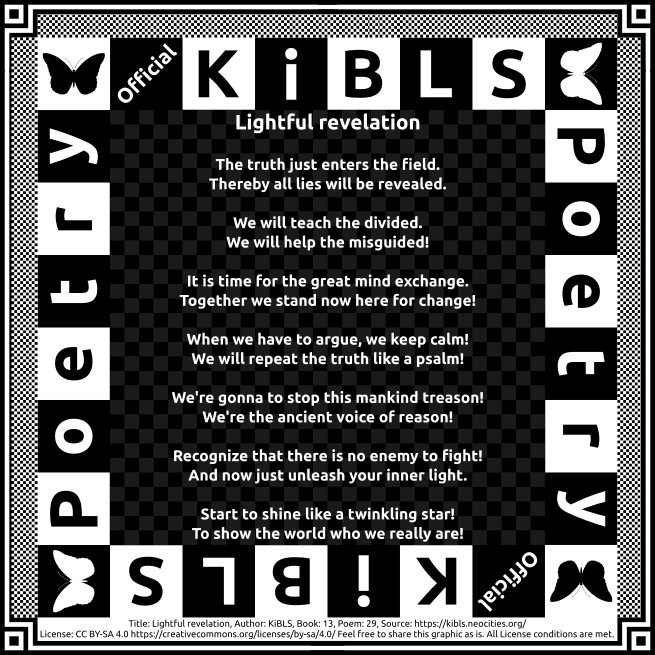 Official KiBLS
Poetry
Poetry
Lightful revelation
The truth just enters the field.
Thereby all lies will be revealed.
We will teach the divided.
We will help the misguided!
It is time for the great mind exchange.
Together we stand now here for change!
When we have to argue, we keep calm!
We will repeat the truth like a psalm!
We're gonna to stop this mankind treason!
We're the ancient voice of reason!
Recognize that there is no enemy to fight!
And now just unleash your inner light.
Start to shine like a twinkling star!
To show the world who we really are!
Official KiBLS
Title: Lightful revelation, Author: KiBLS, Book: 13, Poem: 29, Source: https://kibls.neocities.org/
License: CC BY-SA 4.0 https://creativecommons.org/licenses/by-sa/4.0/ Feel free to share this graphic as is. All License conditions are met.